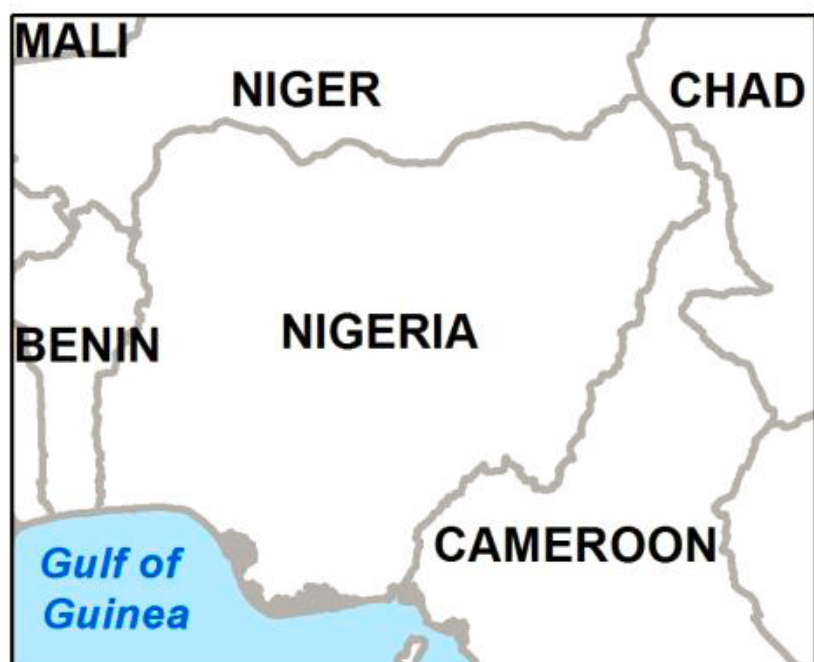 MALI
NIGER
CHAD
BENIN
NIGERIA
CAMEROON
Gulf of
Guinea